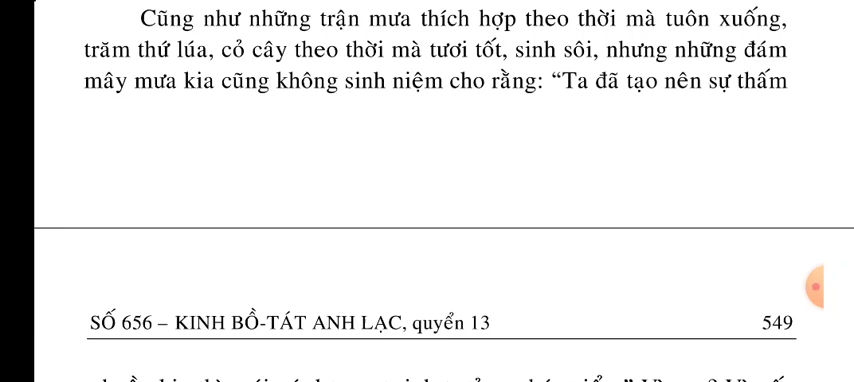 Cũng như những trận mưa thích hợp theo thời mà tuôn xuống,
trăm thứ lúa, cỏ cây theo thời mà tươi tốt, sinh sôi, nhưng những đám
mây mưa kia cũng không sinh niệm cho rằng: “Ta đã tạo nên sự thấm
SỐ 656 – KINH BỒ-TÁT ANH LẠC, quyển 13 549